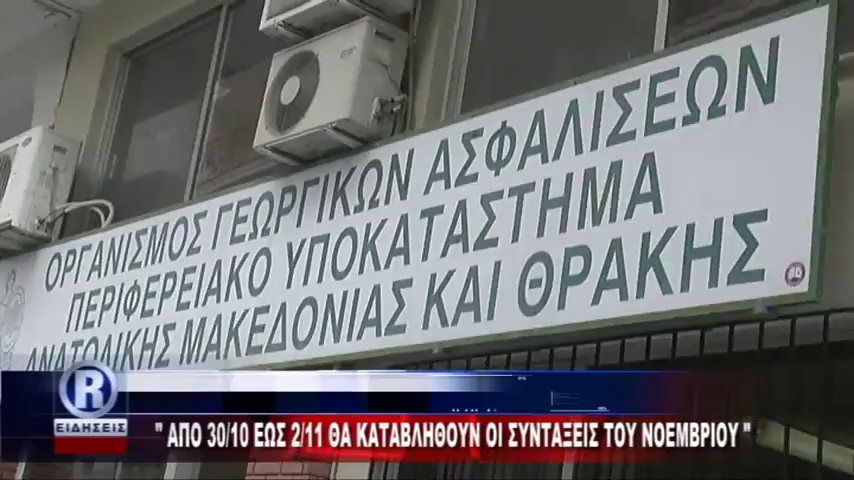 ΟΡΓΑΝΙΣΜΟΣ ΓΕΩΡΓΙΚΩΝ ΑΣΦΑΛΙΣΕΩΝ
ΠΕΡΙΦΕΡΕΙΑΚΟ ΥΠΟΚΑΤΑΣΤΗΜΑ
ΑΝΑΤΟΛΙΚΗΣ ΜΑΚΕΔΟΝΙΑΣ ΚΑΙ ΘΡΑΚΗΣ
R
ΕΙΔΗΣΕΙΣ
" ΑΠΟ 30/10 ΕΩΣ 2/11 ΘΑ ΚΑΤΑΒΛΗΘΟΥΝ ΟΙ ΣΥΝΤΑΞΕΙΣ ΤΟΥ ΝΟΕΜΒΡΙΟΥ "